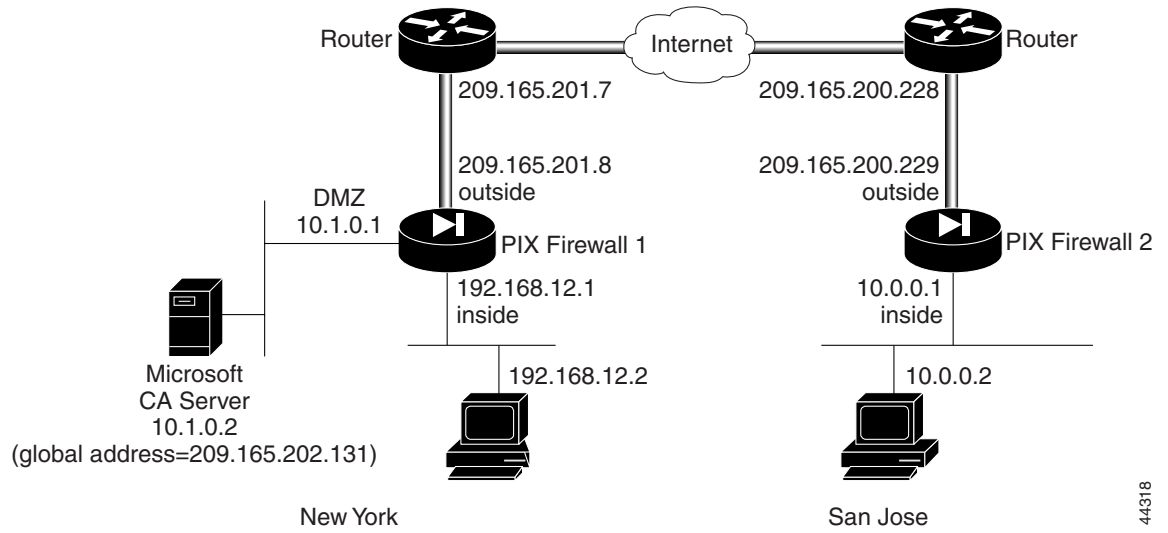 Router
Internet
Router
209.165.201.7
209.165.200.228
209.165.201.8
outside
209.165.200.229
outside
DMZ
10.1.0.1
PIX Firewall 1
PIX Firewall 2
192.168.12.1
inside
10.0.0.1
inside
Microsoft
CA Server
10.1.0.2
(global address=209.165.202.131)
192.168.12.2
10.0.0.2
New York
San Jose
44318